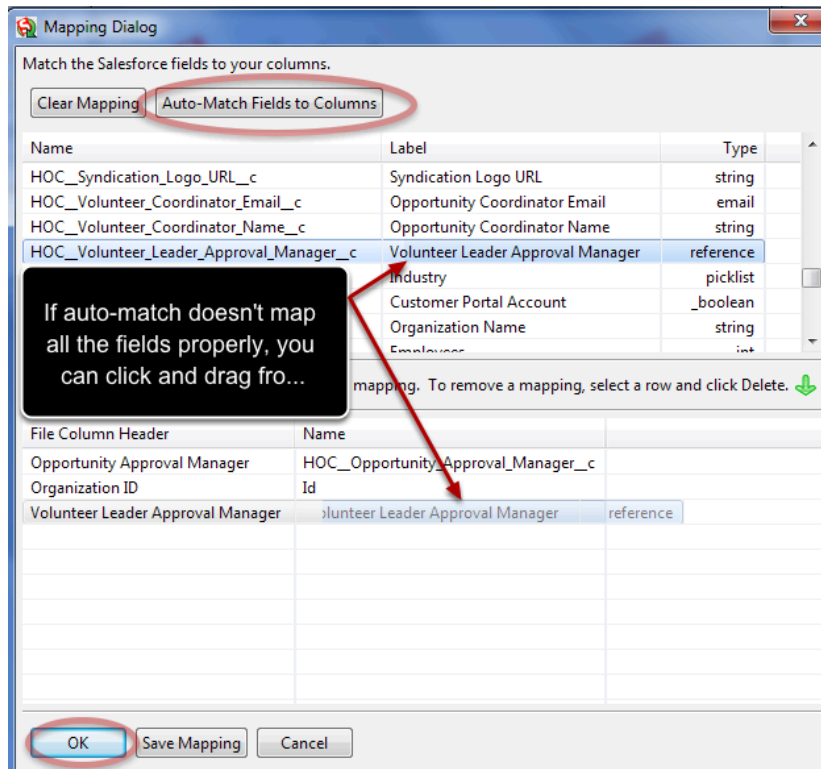 Mapping Dialog
Match the Salesforce fields to your columns.
Clear Mapping Auto-Match Fields to Columns
Name Label Type
HOC__Syndication_Logo_URL__c Syndication Logo URL string
HOC__Volunteer_Coordinator_Email__c Opportunity Coordinator Email email
HOC__Volunteer_Coordinator_Name__c Opportunity Coordinator Name string
HOC__Volunteer_Leader_Approval_Manager__c Volunteer Leader Approval Manager reference
Industry picklist
Customer Portal Account _boolean
Organization Name string
Employees int
If auto-match doesn't map
all the fields properly, you
can click and drag fro...
mapping. To remove a mapping, select a row and click Delete.
File Column Header Name
Opportunity Approval Manager HOC__Opportunity_Approval_Manager__c
Organization ID Id
Volunteer Leader Approval Manager olunteer Leader Approval Manager reference
OK Save Mapping Cancel